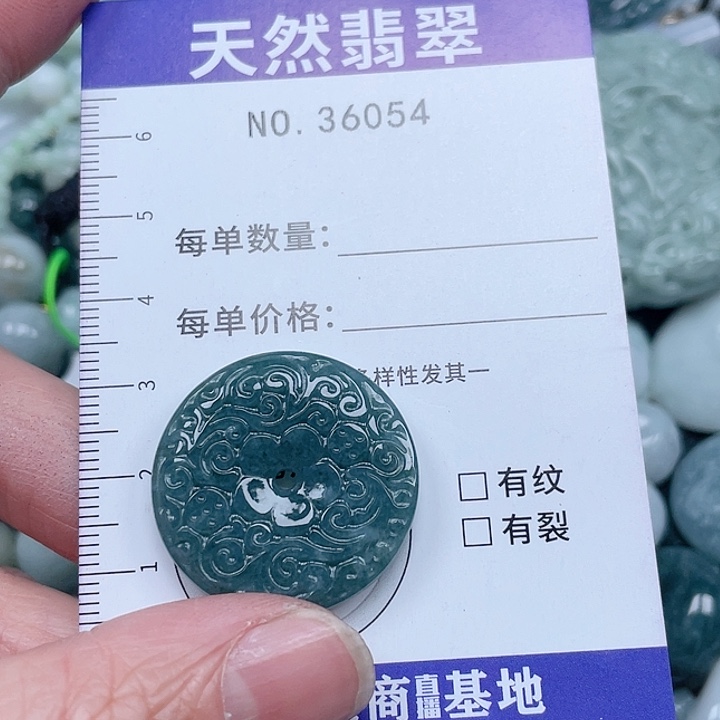 天然翡翠
NO. 36054
6
5
每单数量：
4
每单价格：
3
样性发其一
2
□ 有纹
□ 有裂
1
商直播基地